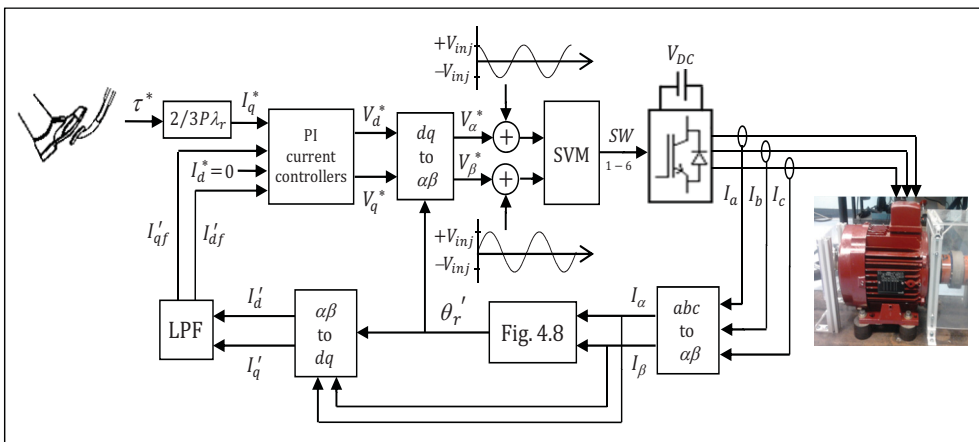 +V_inj
−V_inj
V_DC
τ*
2/3Pλ_r
I_q*
I_d* = 0
PI
current
controllers
V_d*
V_q*
dq
to
αβ
V_α*
V_β*
+
+
SVM
SW
1−6
I_a
I_b
I_c
+V_inj
−V_inj
I′_qf
I′_df
LPF
I_d′
I_q′
αβ
to
dq
θ_r′
Fig. 4.8
I_α
I_β
abc
to
αβ